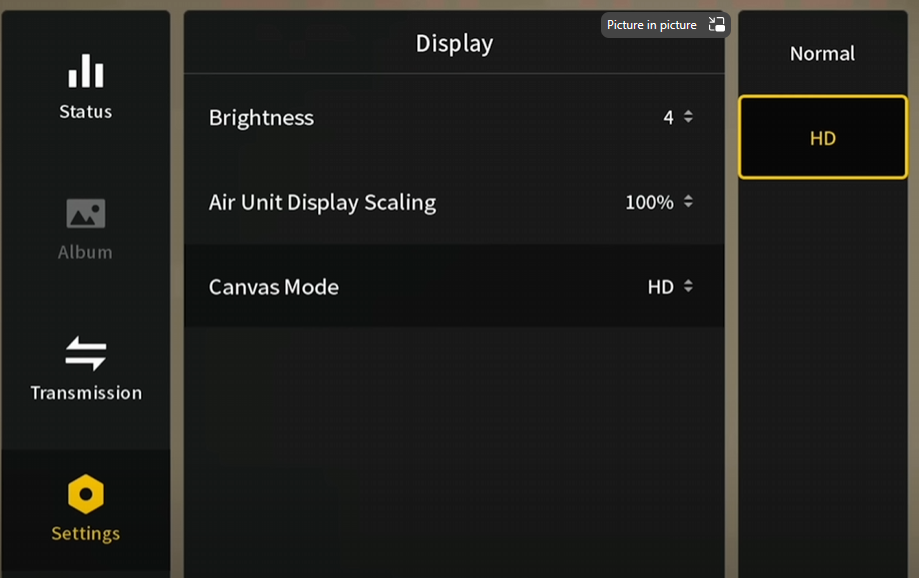 Picture in picture
Status
Album
Transmission
Settings
Display
Brightness 4
Air Unit Display Scaling 100%
Canvas Mode HD
Normal
HD